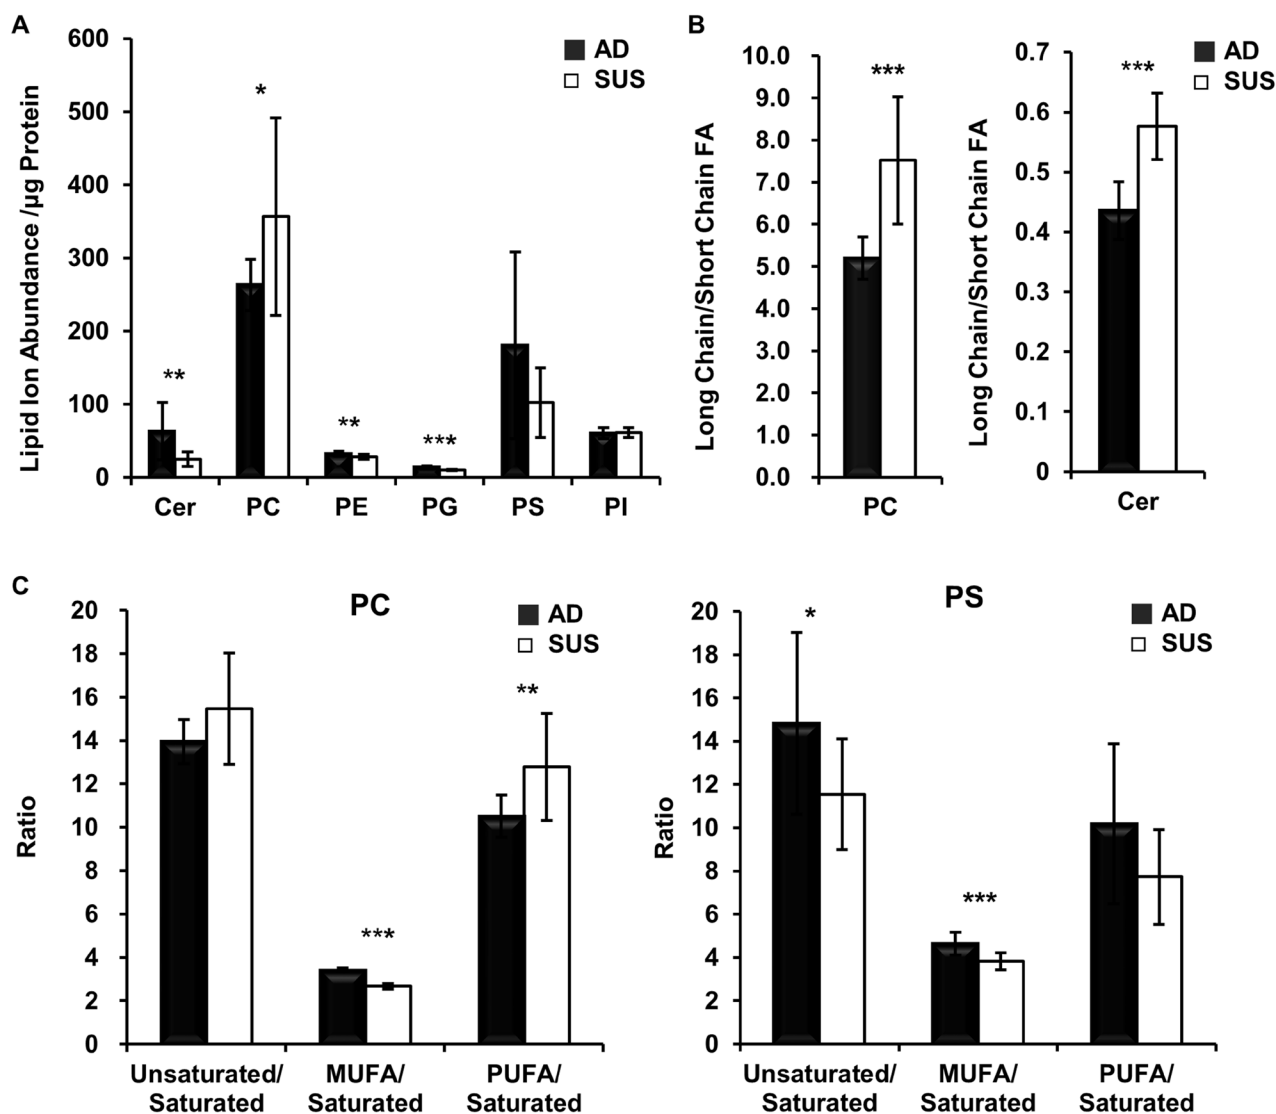 A
B
600
500
400
300
200
100
0
Lipid Ion Abundance /µg Protein
AD
SUS
**
*
**
***
Cer PC PE PG PS PI
10.0
9.0
8.0
7.0
6.0
5.0
4.0
3.0
2.0
1.0
0.0
Long Chain/Short Chain FA
***
PC
0.7
0.6
0.5
0.4
0.3
0.2
0.1
0
Long Chain/Short Chain FA
***
Cer
AD
SUS
C
PC
20
18
16
14
12
10
8
6
4
2
0
Ratio
AD
SUS
***
**
Unsaturated/ MUFA/ PUFA/
Saturated Saturated Saturated
PS
20
18
16
14
12
10
8
6
4
2
0
Ratio
AD
SUS
*
***
Unsaturated/ MUFA/ PUFA/
Saturated Saturated Saturated